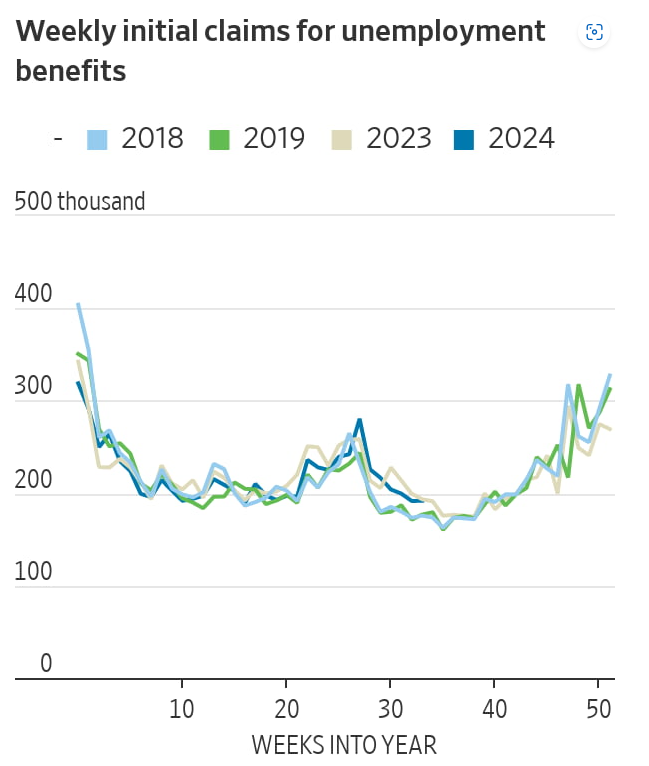 Weekly initial claims for unemployment
benefits
- 2018 2019 2023 2024
500 thousand
400
300
200
100
0
10 20 30 40 50
WEEKS INTO YEAR